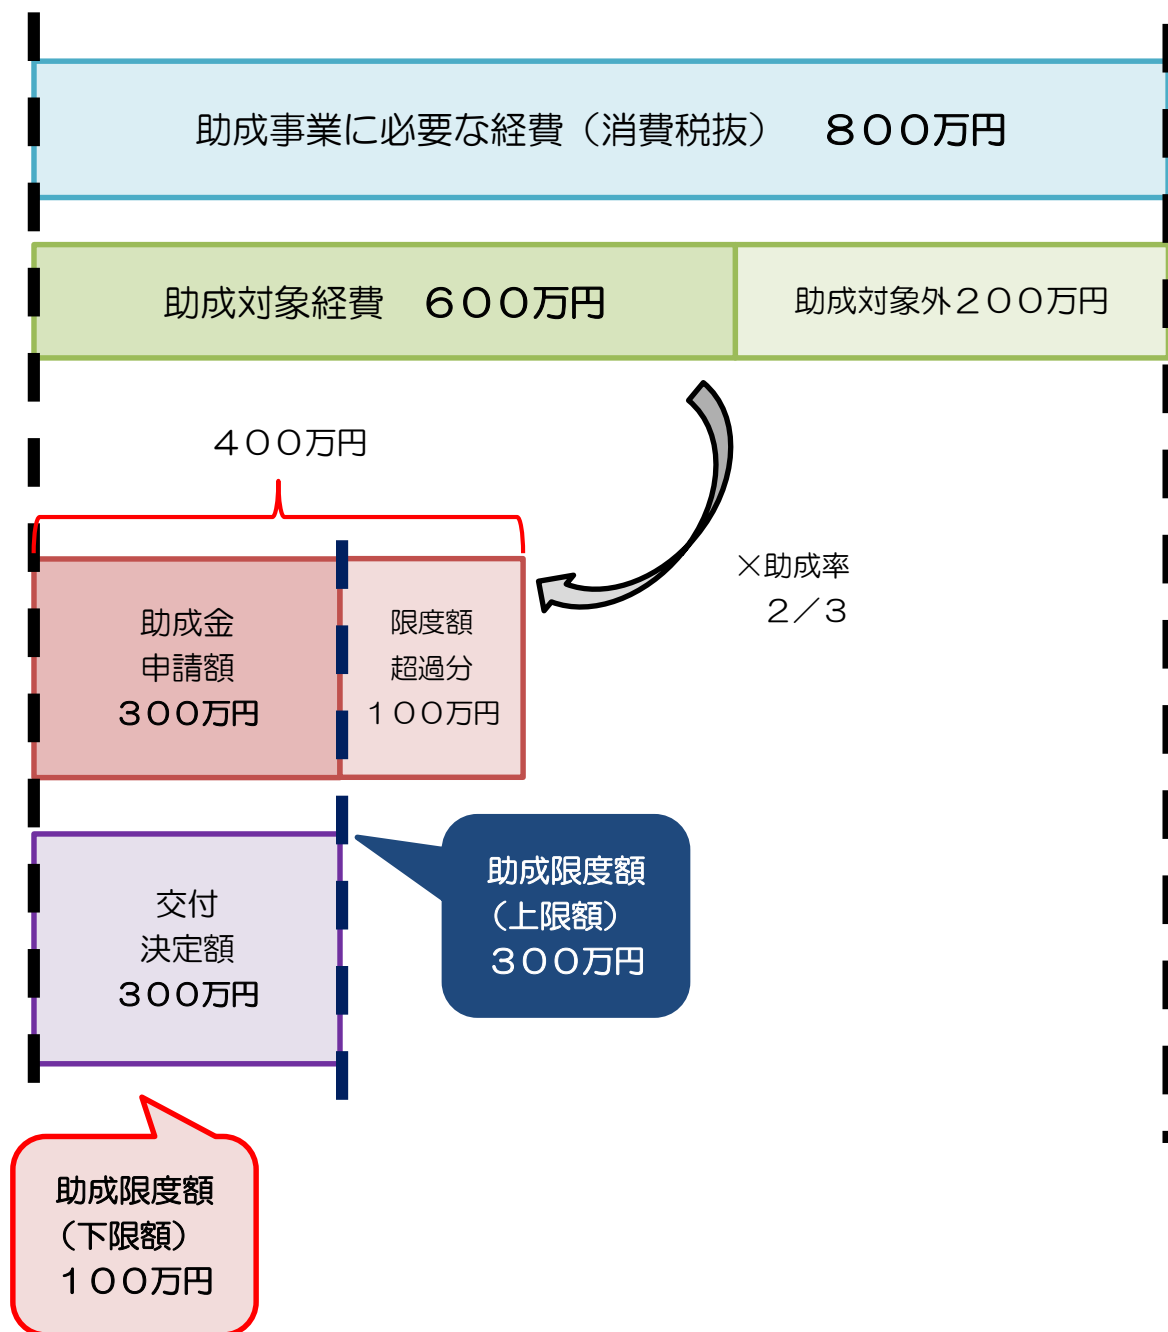 助成事業に必要な経費（消費税抜）　８００万円
助成対象経費　６００万円
助成対象外２００万円
４００万円
×助成率
２／３
助成金
申請額
３００万円
限度額
超過分
１００万円
交付
決定額
３００万円
助成限度額
（上限額）
３００万円
助成限度額
（下限額）
１００万円